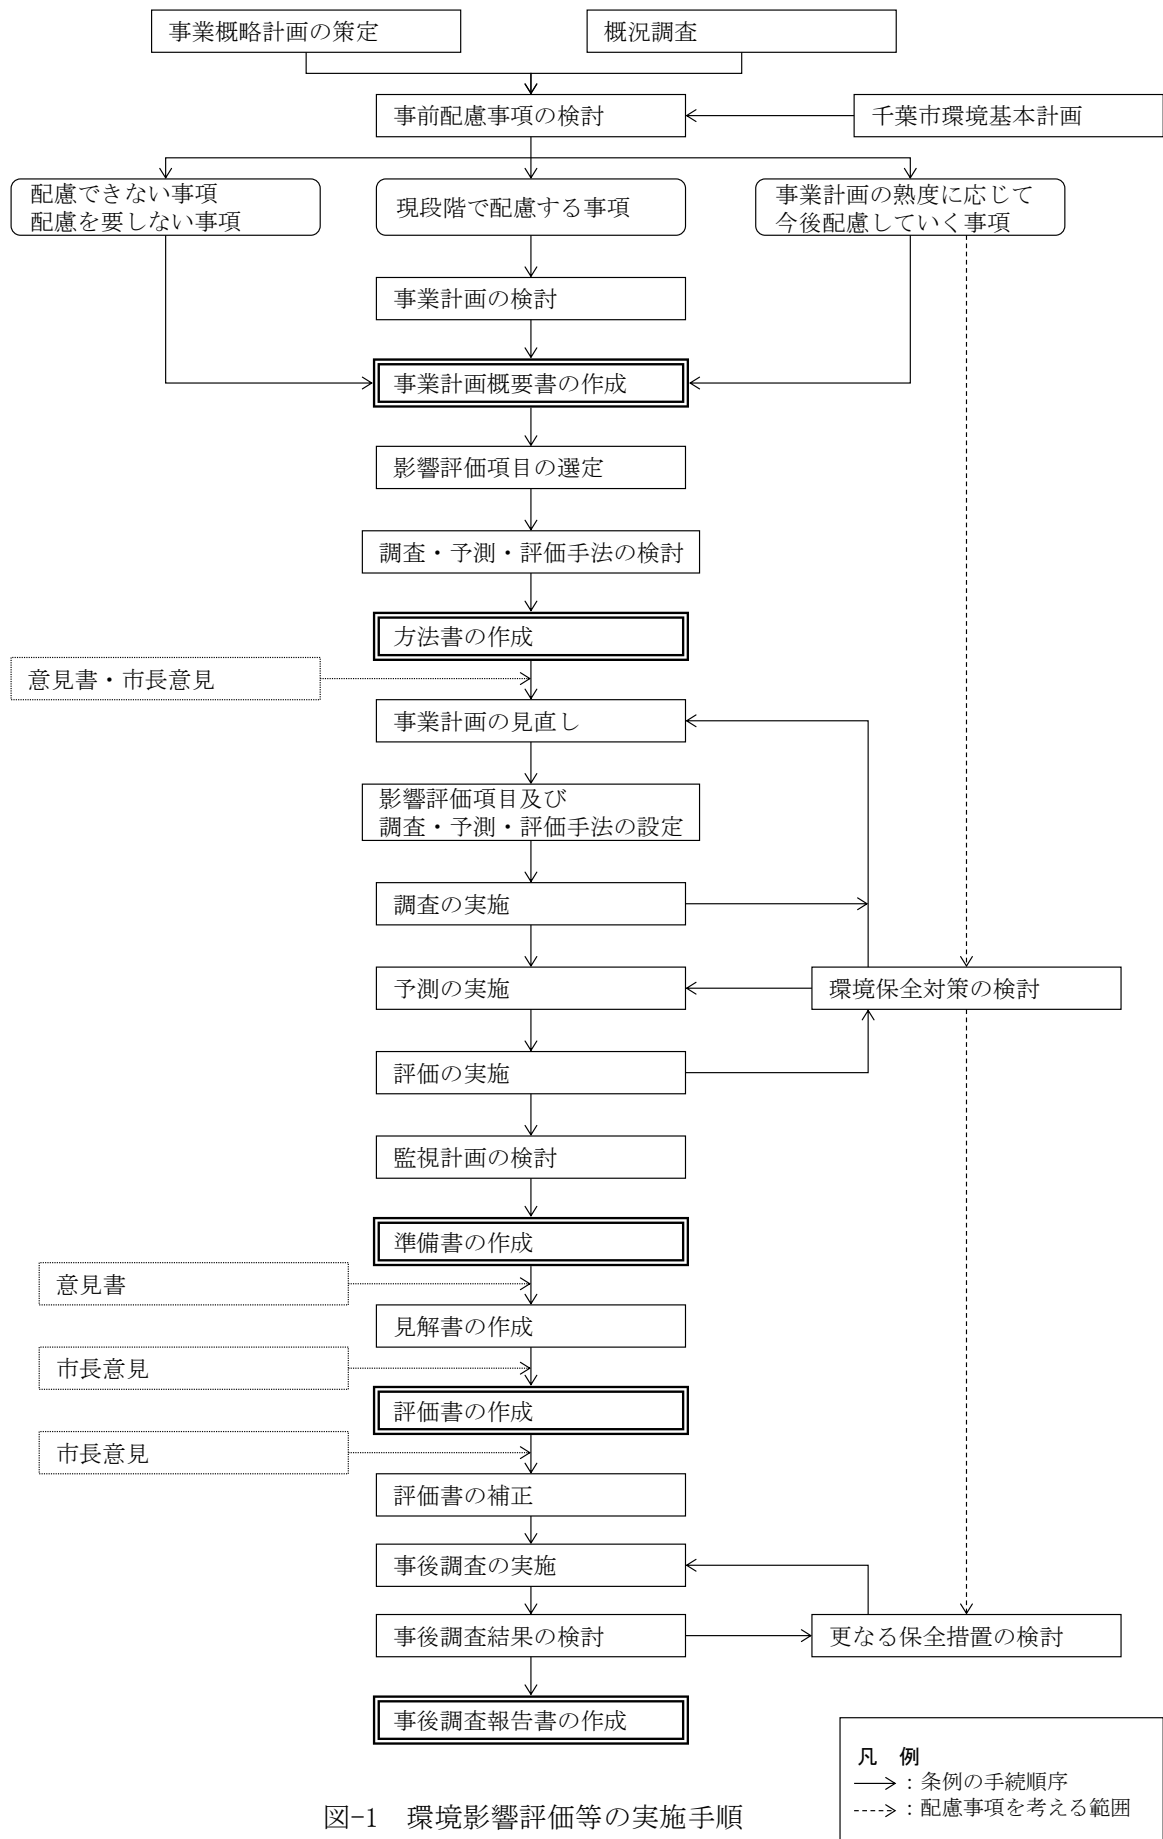 事業概略計画の策定
概況調査
事前配慮事項の検討
千葉市環境基本計画
配慮できない事項
配慮を要しない事項
現段階で配慮する事項
事業計画の熟度に応じて
今後配慮していく事項
事業計画の検討
事業計画概要書の作成
影響評価項目の選定
調査・予測・評価手法の検討
方法書の作成
意見書・市長意見
事業計画の見直し
影響評価項目及び
調査・予測・評価手法の設定
調査の実施
予測の実施
環境保全対策の検討
評価の実施
監視計画の検討
準備書の作成
意見書
見解書の作成
市長意見
評価書の作成
市長意見
評価書の補正
事後調査の実施
事後調査結果の検討
更なる保全措置の検討
事後調査報告書の作成
凡 例
:条例の手続順序
:配慮事項を考える範囲
図-1 環境影響評価等の実施手順